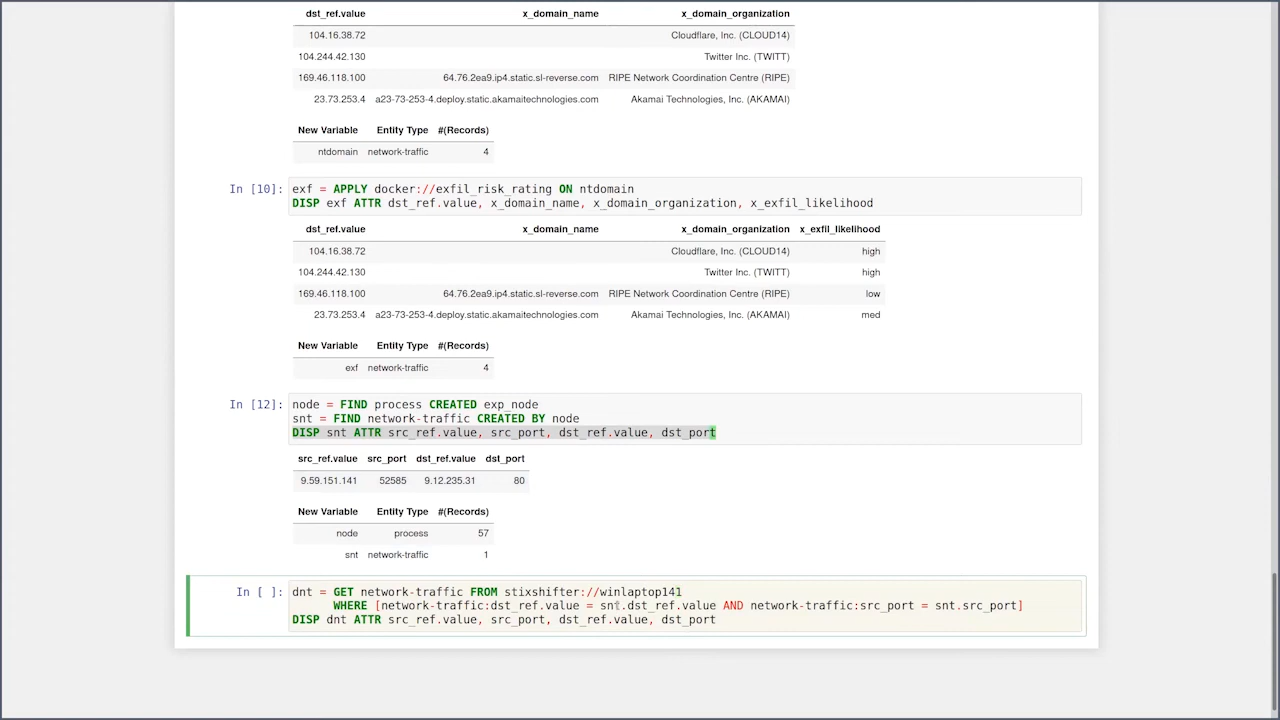 dst_ref.value x_domain_name x_domain_organization
104.16.38.72 Cloudflare, Inc. (CLOUD14)
104.244.42.130 Twitter Inc. (TWITT)
169.46.118.100 64.76.2ea9.ip4.static.sl-reverse.com RIPE Network Coordination Centre (RIPE)
23.73.253.4 a23-73-253-4.deploy.static.akamaitechnologies.com Akamai Technologies, Inc. (AKAMAI)
New Variable Entity Type #(Records)
ntdomain network-traffic 4
In [10]: exf = APPLY docker://exfil_risk_rating ON ntdomain
DISP exf ATTR dst_ref.value, x_domain_name, x_domain_organization, x_exfil_likelihood
dst_ref.value x_domain_name x_domain_organization x_exfil_likelihood
104.16.38.72 Cloudflare, Inc. (CLOUD14) high
104.244.42.130 Twitter Inc. (TWITT) high
169.46.118.100 64.76.2ea9.ip4.static.sl-reverse.com RIPE Network Coordination Centre (RIPE) low
23.73.253.4 a23-73-253-4.deploy.static.akamaitechnologies.com Akamai Technologies, Inc. (AKAMAI) med
New Variable Entity Type #(Records)
exf network-traffic 4
In [12]: node = FIND process CREATED exp_node
snt = FIND network-traffic CREATED BY node
DISP snt ATTR src_ref.value, src_port, dst_ref.value, dst_port
src_ref.value src_port dst_ref.value dst_port
9.59.151.141 52585 9.12.235.31 80
New Variable Entity Type #(Records)
node process 57
snt network-traffic 1
In [ ]: dnt = GET network-traffic FROM stixshifter://winlaptop141
WHERE [network-traffic:dst_ref.value = snt.dst_ref.value AND network-traffic:src_port = snt.src_port]
DISP dnt ATTR src_ref.value, src_port, dst_ref.value, dst_port